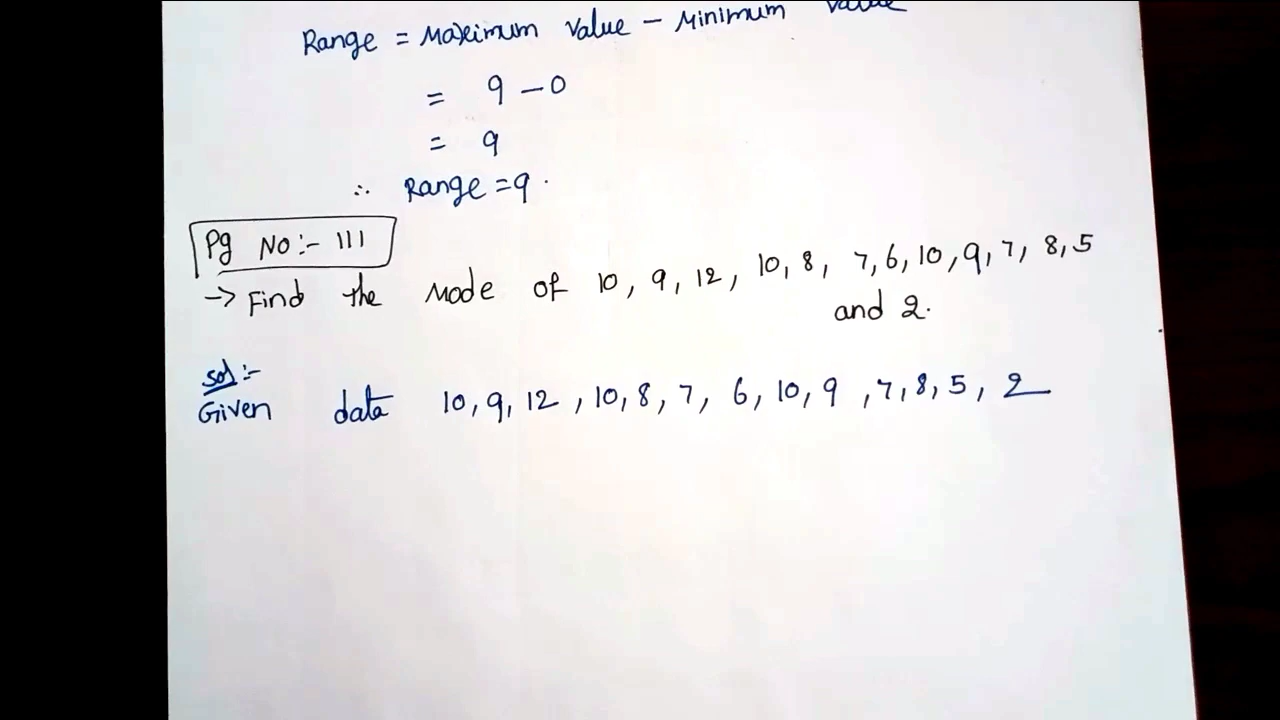 Range = Maximum value - Minimum value
= 9 - 0
= 9
∴ Range = 9.
Pg No:- 111
→ Find the Mode of 10, 9, 12, 10, 8, 7, 6, 10, 9, 7, 8, 5
and 2.
Sol:-
Given data 10, 9, 12, 10, 8, 7, 6, 10, 9, 7, 8, 5, 2